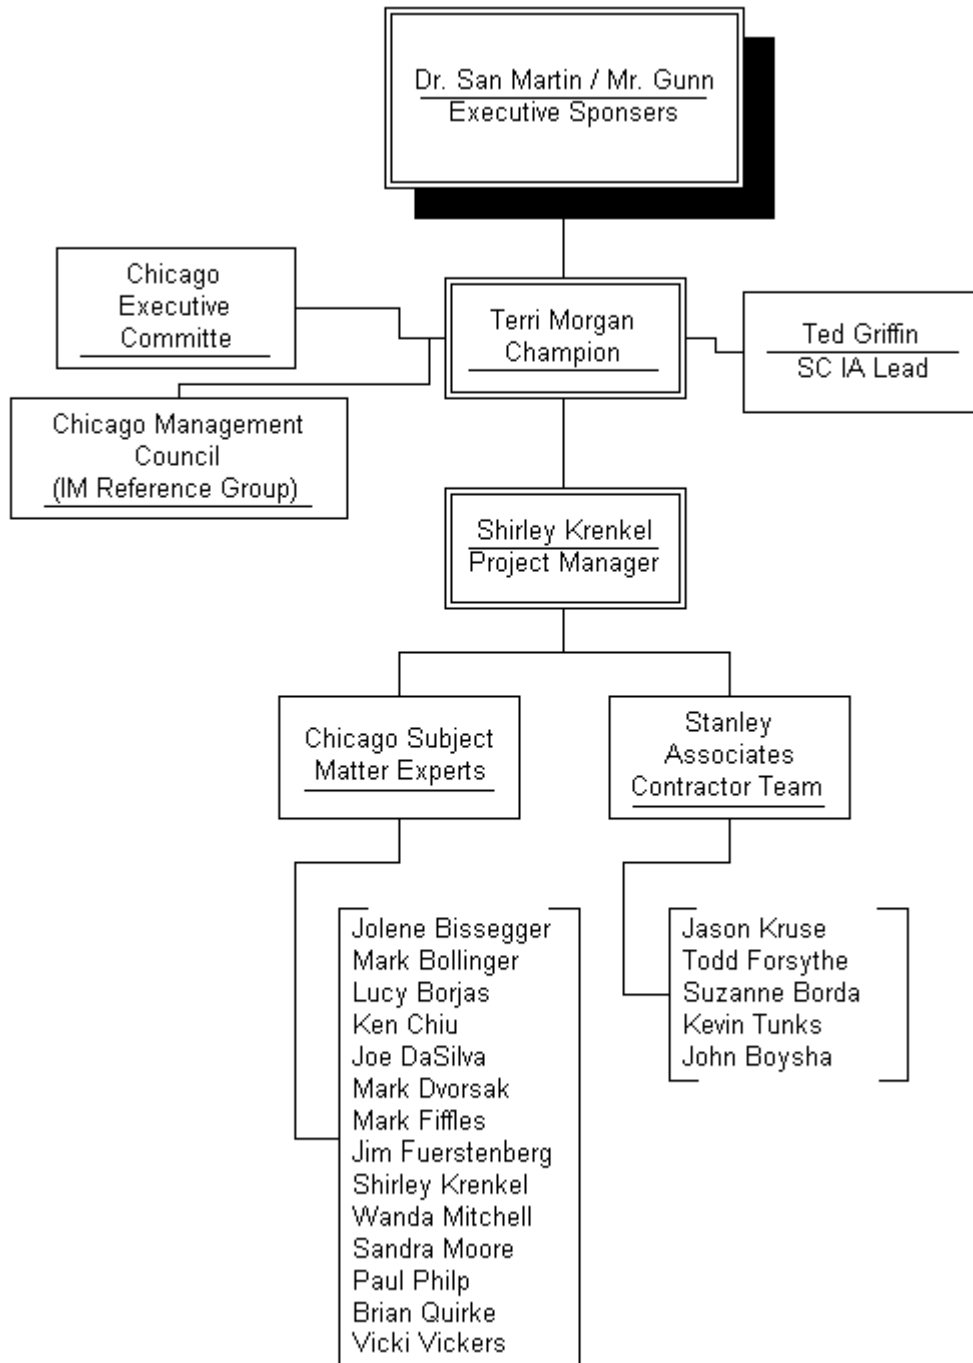 Dr. San Martin / Mr. Gunn
Executive Sponsers
Chicago
Executive
Committe
Terri Morgan
Champion
Ted Griffin
SC IA Lead
Chicago Management
Council
(IM Reference Group)
Shirley Krenkel
Project Manager
Chicago Subject
Matter Experts
Stanley
Associates
Contractor Team
Jolene Bissegger
Mark Bollinger
Lucy Borjas
Ken Chiu
Joe DaSilva
Mark Dvorsak
Mark Fiffles
Jim Fuerstenberg
Shirley Krenkel
Wanda Mitchell
Sandra Moore
Paul Philp
Brian Quirke
Vicki Vickers
Jason Kruse
Todd Forsythe
Suzanne Borda
Kevin Tunks
John Boysha